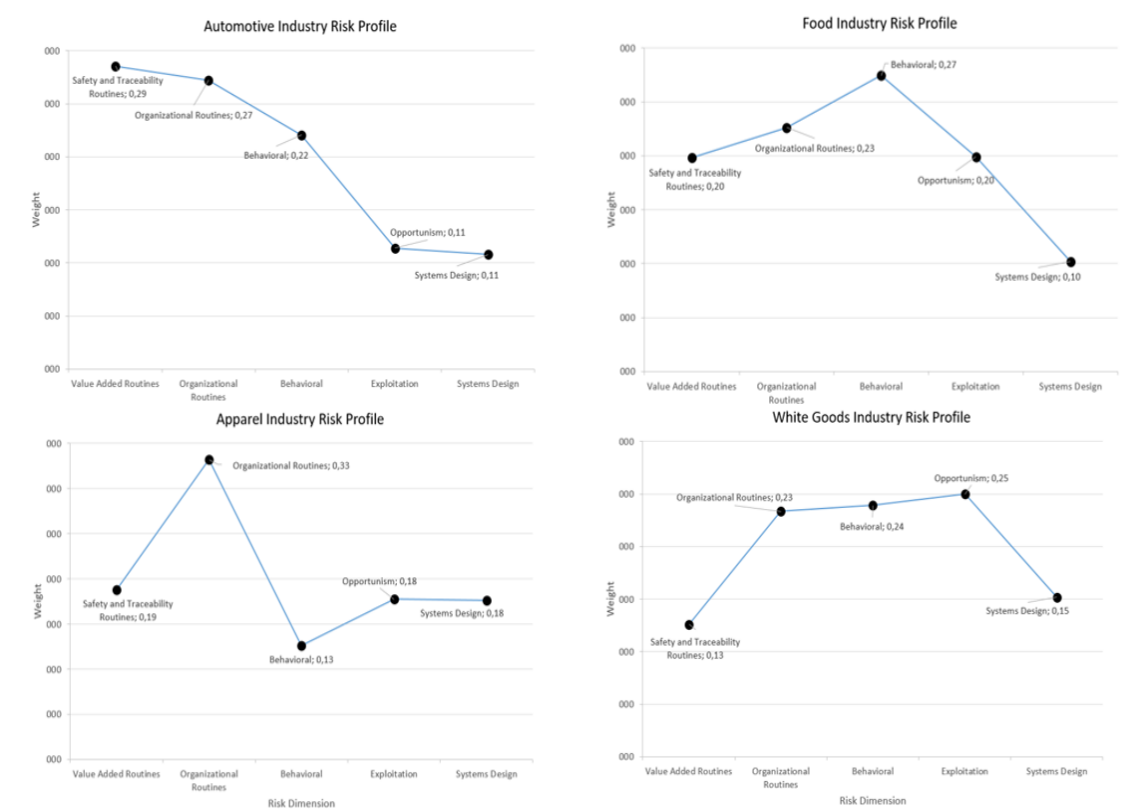 Automotive Industry Risk Profile
000
000
000
000
000
000
000
Weight
Safety and Traceability
Routines; 0,29
Organizational Routines; 0,27
Behavioral; 0,22
Opportunism; 0,11
Systems Design; 0,11
Value Added Routines
Organizational
Routines
Behavioral
Exploitation
Systems Design
Food Industry Risk Profile
000
000
000
000
000
000
000
Weight
Safety and Traceability
Routines; 0,20
Organizational Routines; 0,23
Behavioral; 0,27
Opportunism; 0,20
Systems Design; 0,10
Value Added Routines
Organizational
Routines
Behavioral
Exploitation
Systems Design
Apparel Industry Risk Profile
000
000
000
000
000
000
000
000
Weight
Safety and Traceability
Routines; 0,19
Organizational Routines; 0,33
Behavioral; 0,13
Opportunism; 0,18
Systems Design; 0,18
Value Added Routines
Organizational
Routines
Behavioral
Exploitation
Systems Design
Risk Dimension
White Goods Industry Risk Profile
000
000
000
000
000
000
000
Weight
Safety and Traceability
Routines; 0,13
Organizational Routines; 0,23
Behavioral; 0,24
Opportunism; 0,25
Systems Design; 0,15
Value Added Routines
Organizational
Routines
Behavioral
Exploitation
Systems Design
Risk Dimension